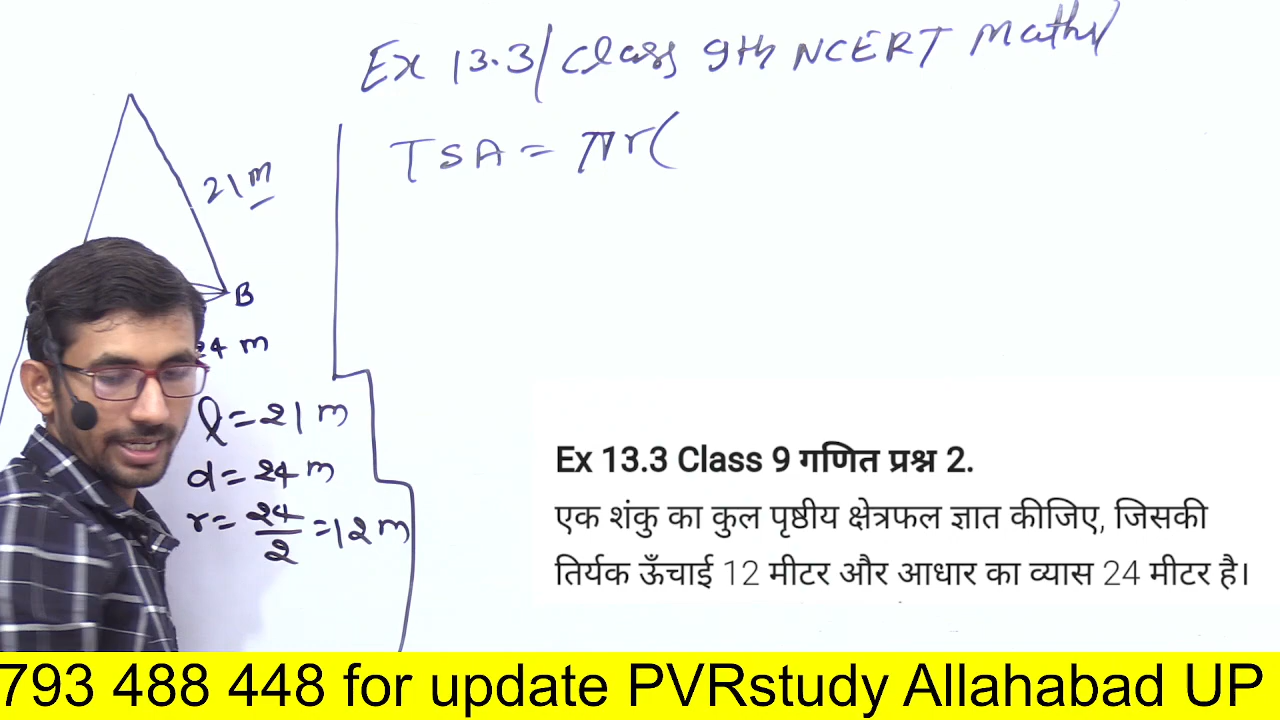 Ex 13.3/ Class 9th NCERT Maths
TSA = πr(
21 m
B
24 m
l = 21 m
d = 24 m
r = 24/2 = 12 m
Ex 13.3 Class 9 गणित प्रश्न 2.
एक शंकु का कुल पृष्ठीय क्षेत्रफल ज्ञात कीजिए, जिसकी
तिर्यक ऊँचाई 12 मीटर और आधार का व्यास 24 मीटर है।
793 488 448 for update PVRstudy Allahabad UP